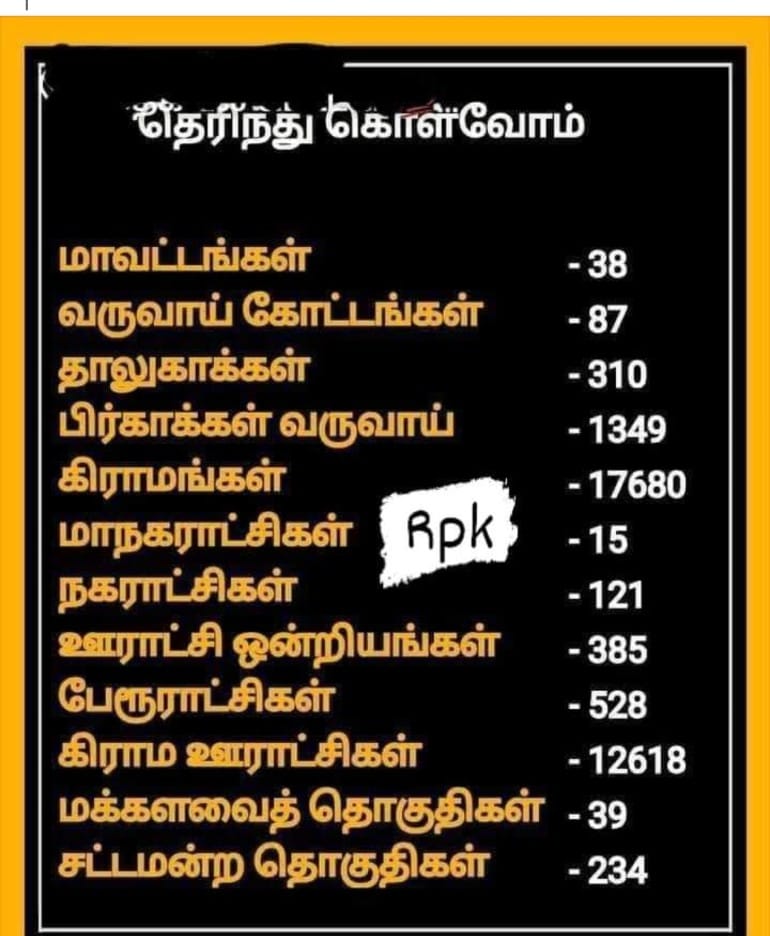 தெரிந்து கொள்வோம்
மாவட்டங்கள் - 38
வருவாய் கோட்டங்கள் - 87
தாலுகாக்கள் - 310
பிர்காக்கள் வருவாய் - 1349
கிராமங்கள் - 17680
மாநகராட்சிகள் - 15
Rpk
நகராட்சிகள் - 121
ஊராட்சி ஒன்றியங்கள் - 385
பேரூராட்சிகள் - 528
கிராம ஊராட்சிகள் - 12618
மக்களவைத் தொகுதிகள் - 39
சட்டமன்ற தொகுதிகள் - 234